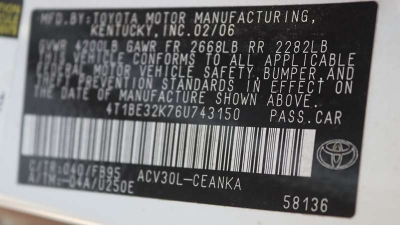 MFD.BY:TOYOTA MOTOR MANUFACTURING,
KENTUCKY,INC.02/06
GVWR 4200LB GAWR FR 2668LB RR 2282LB
THIS VEHICLE CONFORMS TO ALL APPLICABLE
FEDERAL MOTOR VEHICLE SAFETY,BUMPER,AND
THEFT PREVENTION STANDARDS IN EFFECT ON
THE DATE OF MANUFACTURE SHOWN ABOVE.
4T1BE32K76U743150 PASS.CAR
C/TR:040/FB95
A/TM:-04A/U250E
ACV30L-CEANKA
TOYOTA
58136